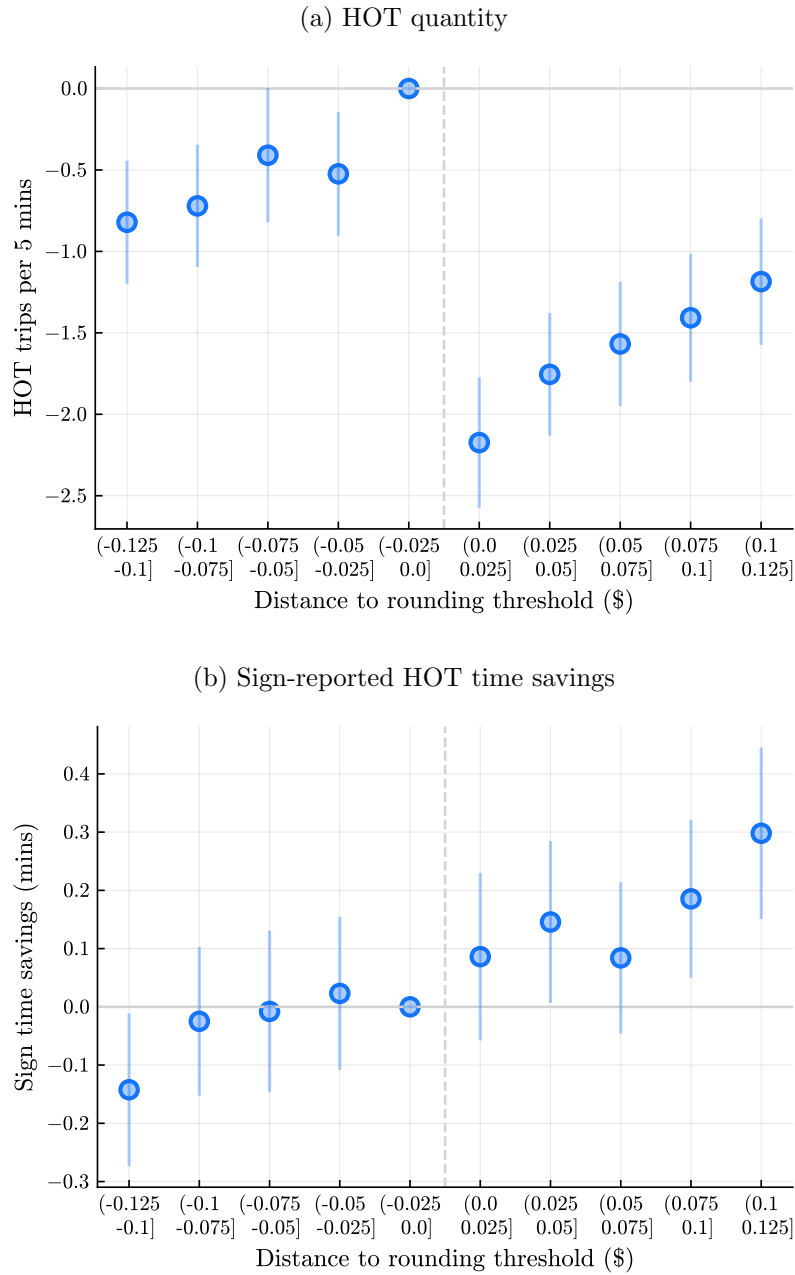 (a) HOT quantity
HOT trips per 5 mins
0.0
−0.5
−1.0
−1.5
−2.0
−2.5
(-0.125 (-0.1 (-0.075 (-0.05 (-0.025 (0.0 (0.025 (0.05 (0.075 (0.1
-0.1] -0.075] -0.05] -0.025] 0.0] 0.025] 0.05] 0.075] 0.1] 0.125]
Distance to rounding threshold ($)
(b) Sign-reported HOT time savings
Sign time savings (mins)
0.4
0.3
0.2
0.1
0.0
−0.1
−0.2
−0.3
(-0.125 (-0.1 (-0.075 (-0.05 (-0.025 (0.0 (0.025 (0.05 (0.075 (0.1
-0.1] -0.075] -0.05] -0.025] 0.0] 0.025] 0.05] 0.075] 0.1] 0.125]
Distance to rounding threshold ($)